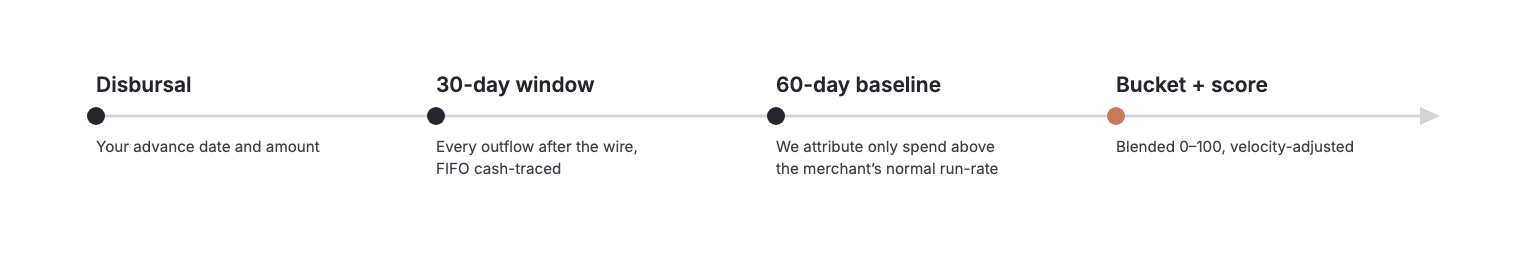 Disbursal
Your advance date and amount
30-day window
Every outflow after the wire,
FIFO cash-traced
60-day baseline
We attribute only spend above
the merchant’s normal run-rate
Bucket + score
Blended 0–100, velocity-adjusted